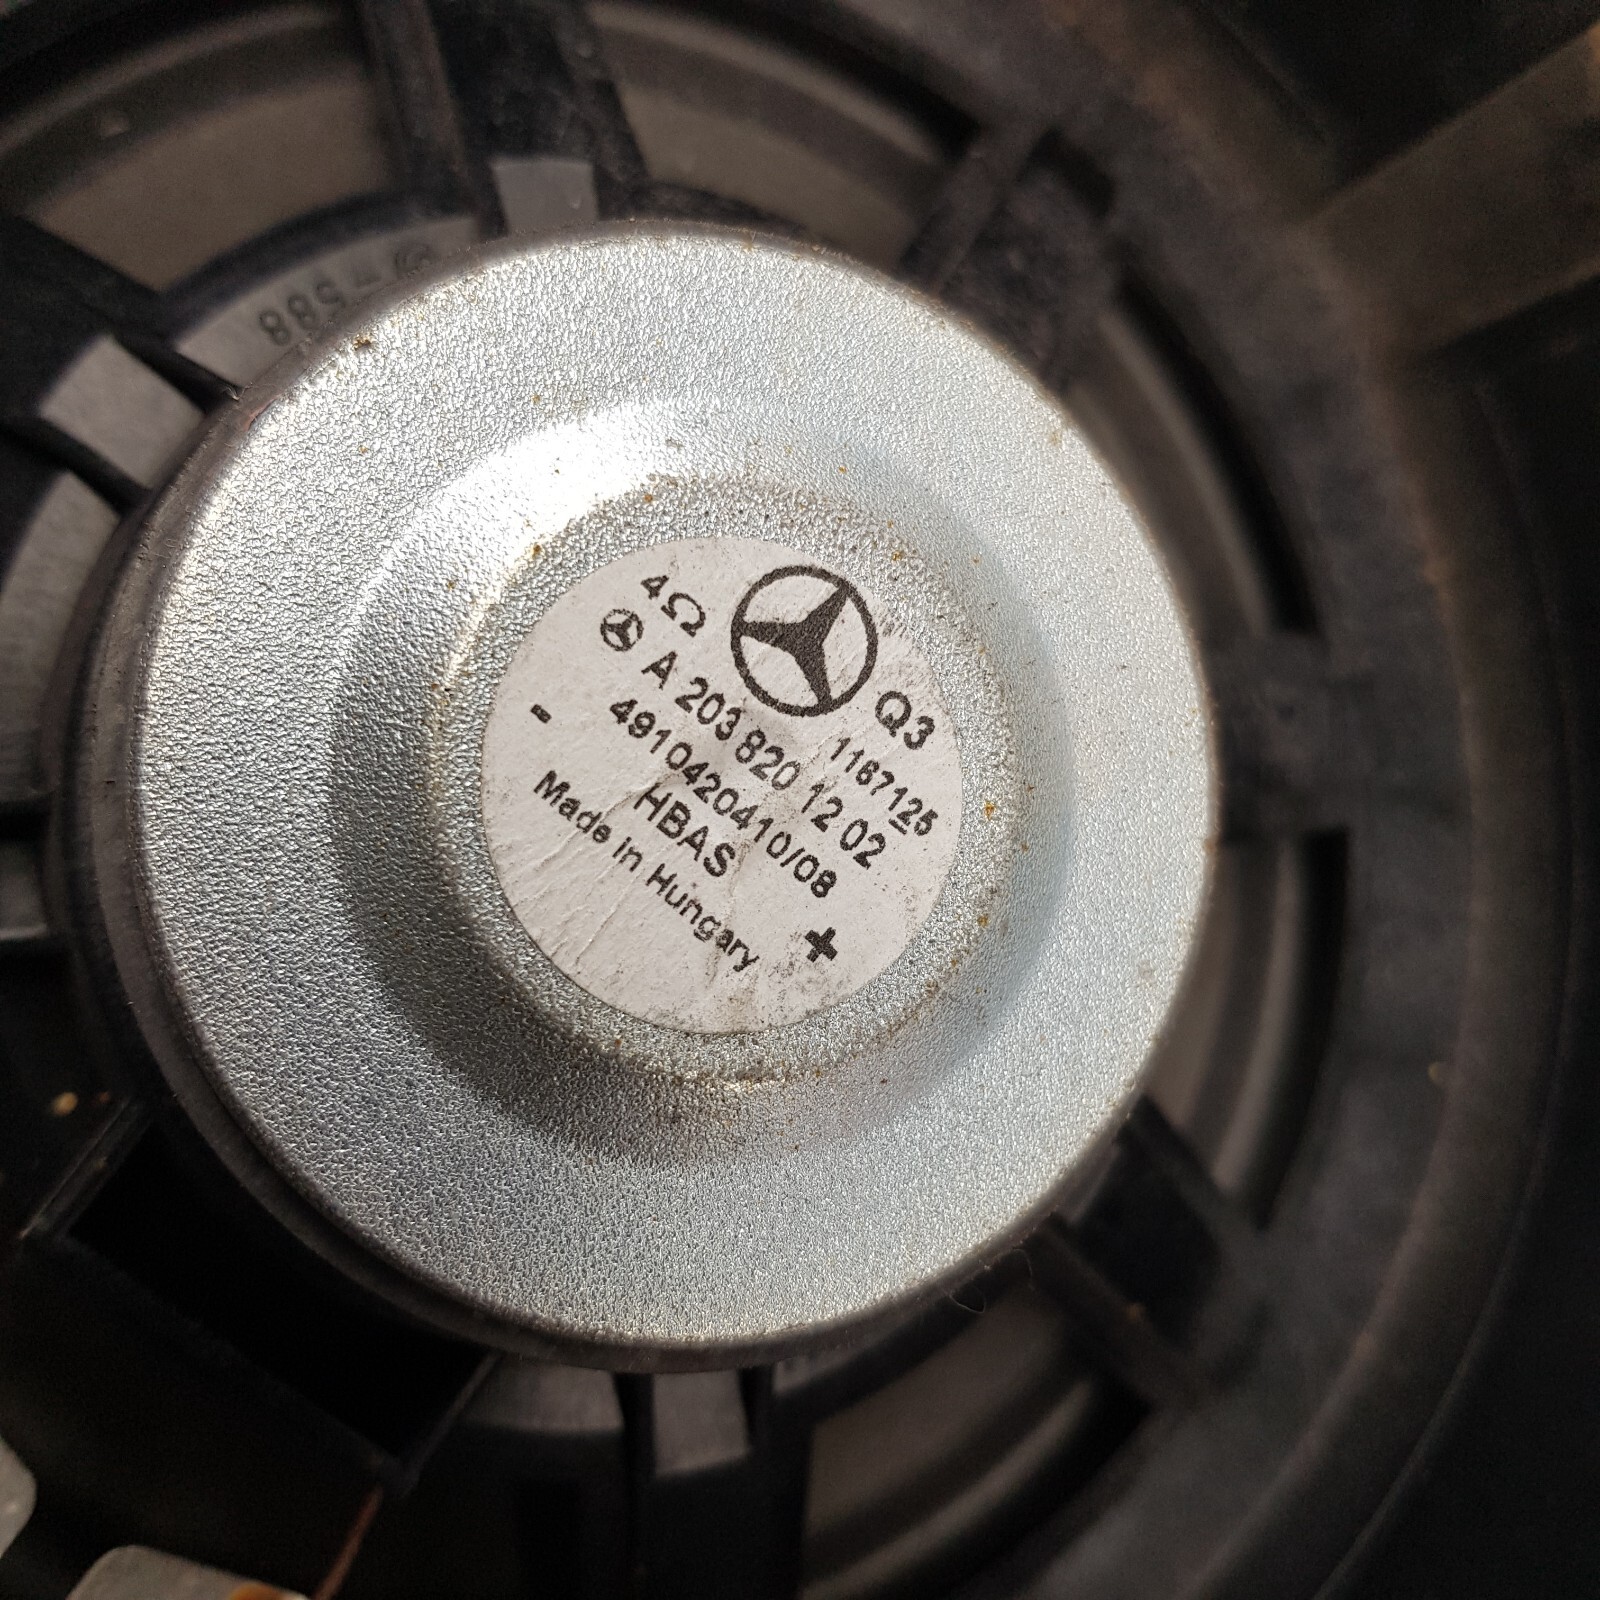 4Ω
Q3
1167125
A 203 820 12 02
4910420410/08
HBAS
- +
Made in Hungary
588